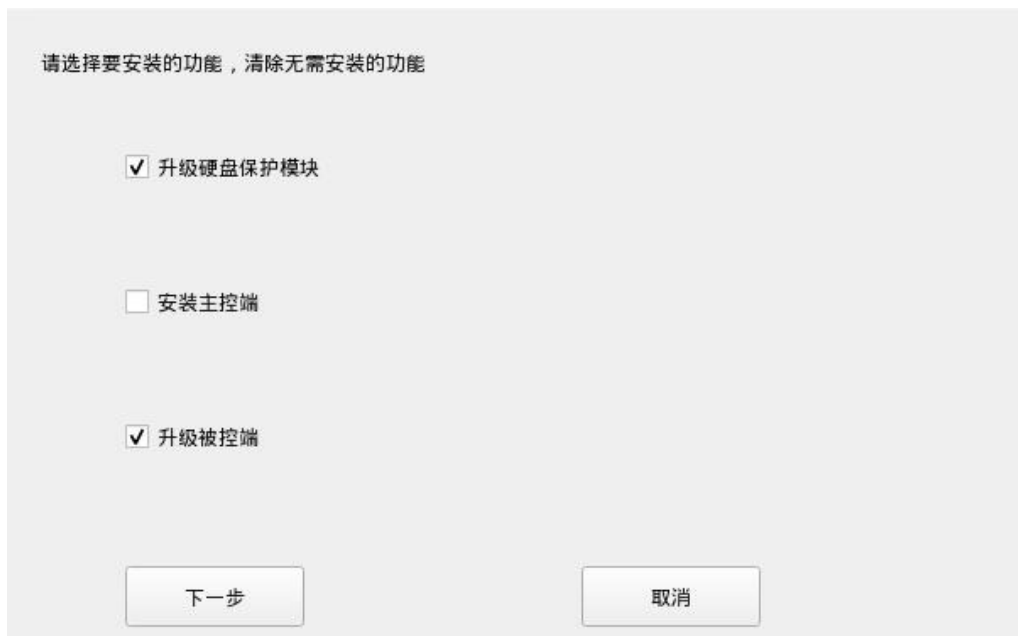 请选择要安装的功能，清除无需安装的功能
升级硬盘保护模块
安装主控端
升级被控端
下一步
取消